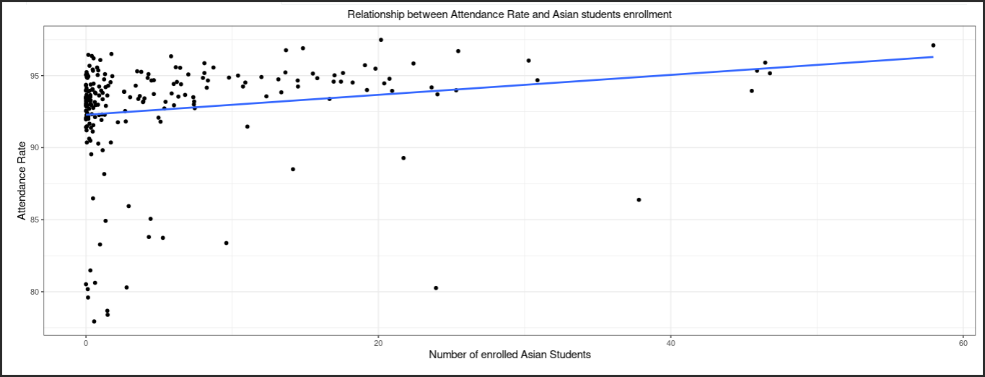 Relationship between Attendance Rate and Asian students enrollment
Attendance Rate
95
90
85
80
0
20
40
60
Number of enrolled Asian Students